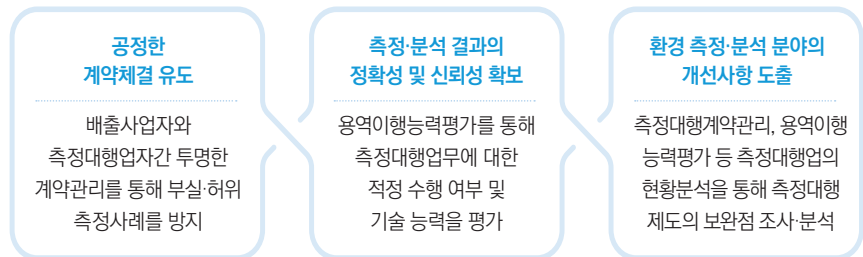 공정한
계약체결 유도
배출사업자와
측정대행업자간 투명한
계약관리를 통해 부실·허위
측정사례를 방지
측정·분석 결과의
정확성 및 신뢰성 확보
용역이행능력평가를 통해
측정대행업무에 대한
적정 수행 여부 및
기술 능력을 평가
환경 측정·분석 분야의
개선사항 도출
측정대행계약관리, 용역이행
능력평가 등 측정대행업의
현황분석을 통해 측정대행
제도의 보완점 조사·분석